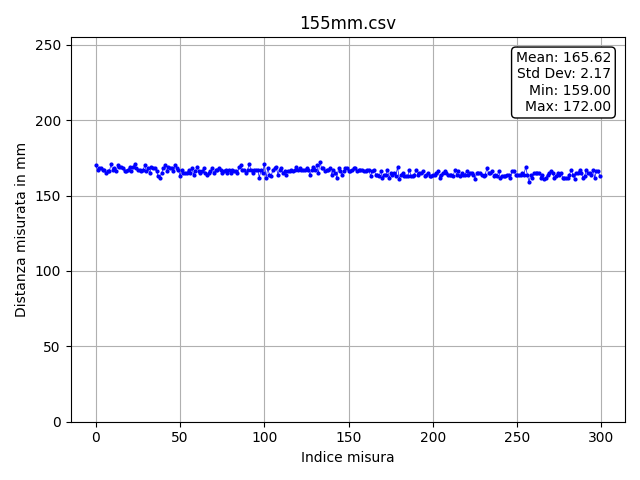 155mm.csv
Mean: 165.62
Std Dev: 2.17
Min: 159.00
Max: 172.00
Distanza misurata in mm
250
200
150
100
50
0
0 50 100 150 200 250 300
Indice misura